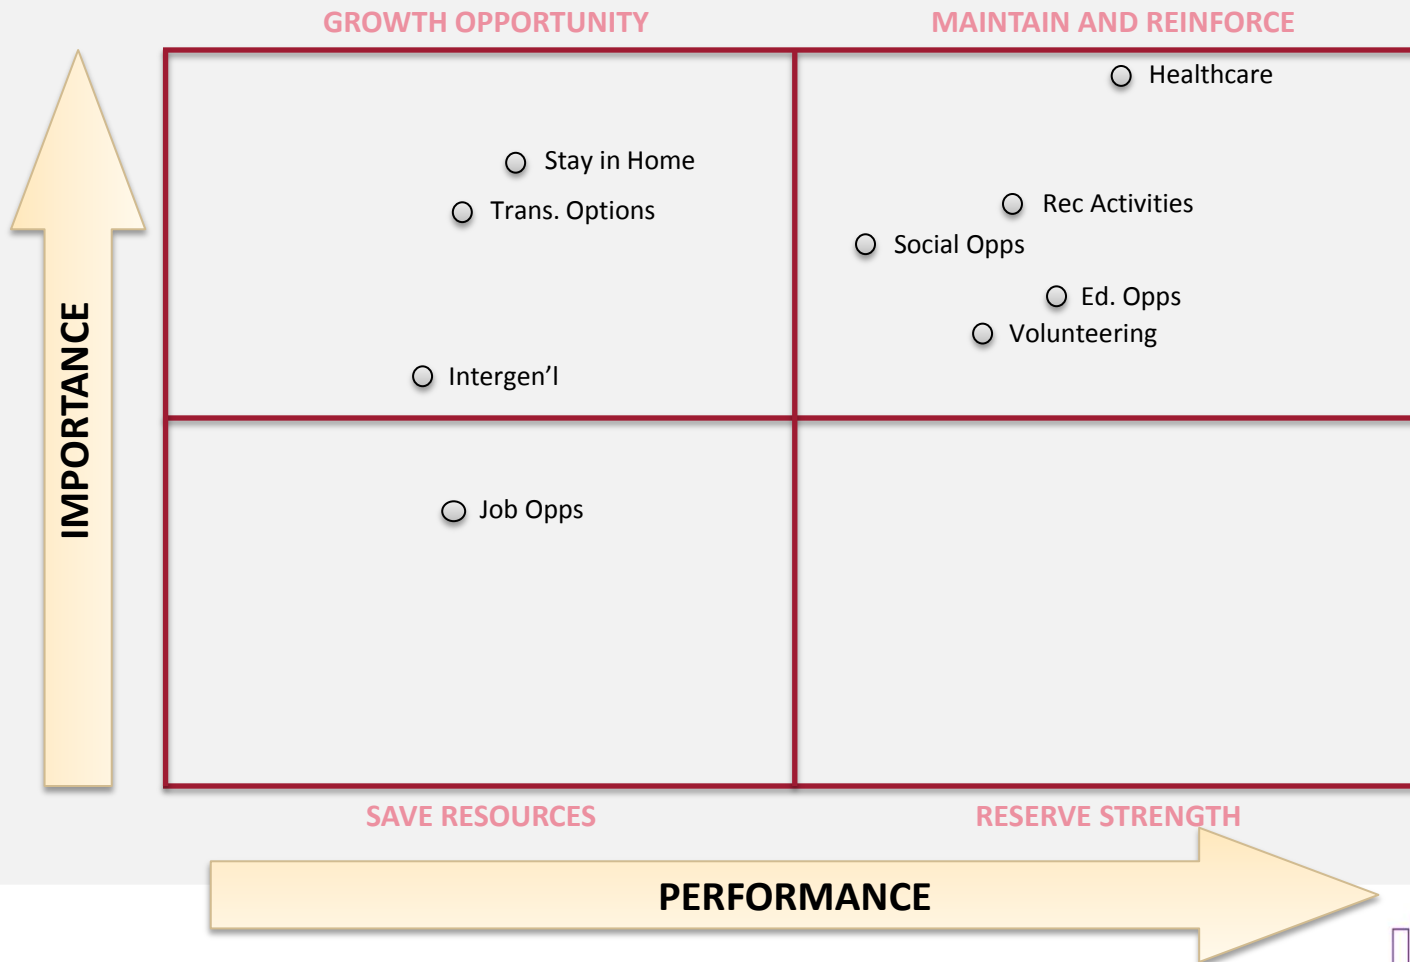 GROWTH OPPORTUNITY
MAINTAIN AND REINFORCE
Healthcare
Stay in Home
Trans. Options
Rec Activities
Social Opps
Ed. Opps
Volunteering
Intergen’l
IMPORTANCE
Job Opps
SAVE RESOURCES
RESERVE STRENGTH
PERFORMANCE